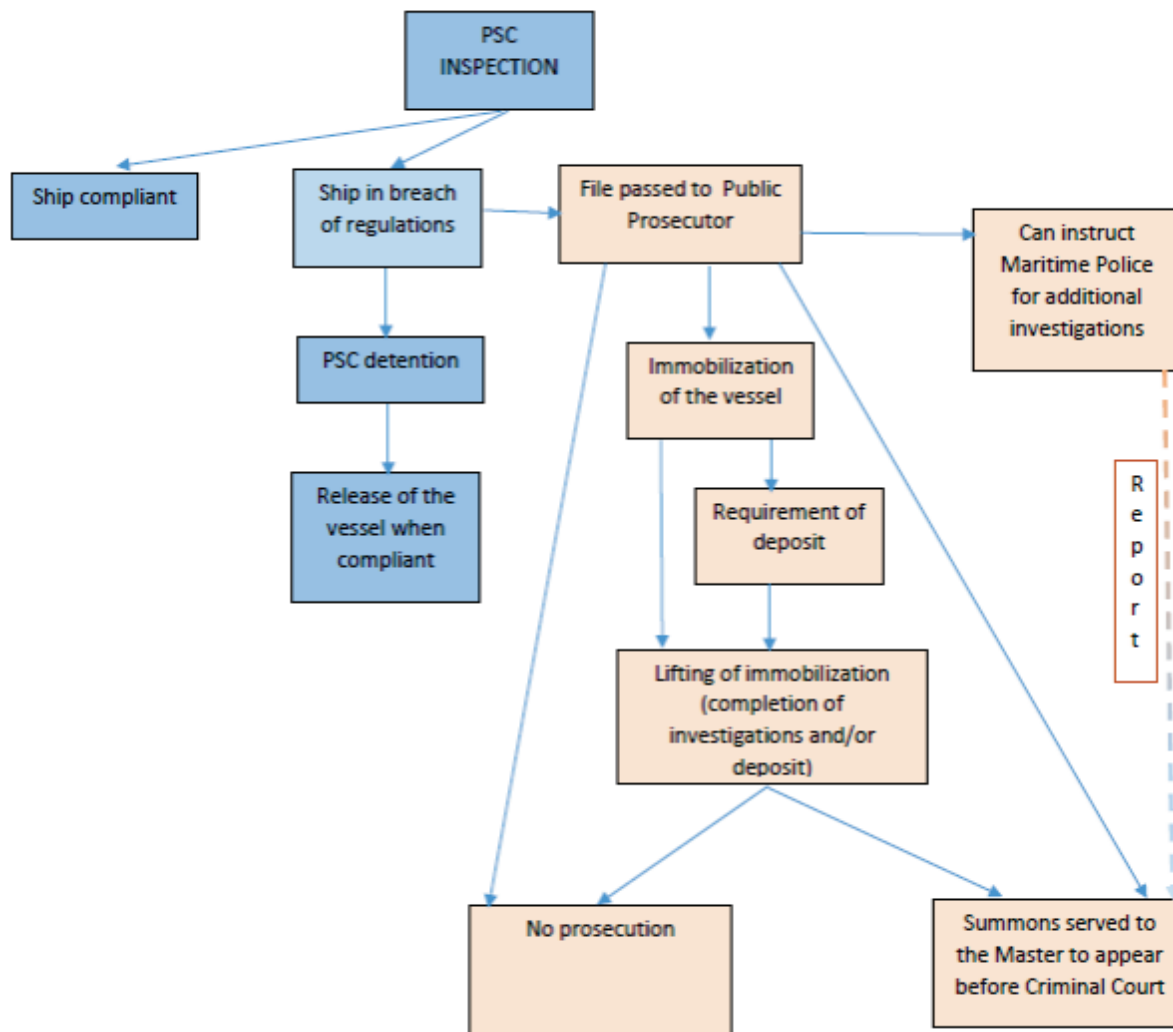 PSC
INSPECTION
Ship compliant
Ship in breach
of regulations
File passed to Public
Prosecutor
Can instruct
Maritime Police
for additional
investigations
PSC detention
Immobilization
of the vessel
Release of the
vessel when
compliant
Requirement of
deposit
R
e
p
o
r
t
Lifting of immobilization
(completion of
investigations and/or
deposit)
No prosecution
Summons served to
the Master to appear
before Criminal Court